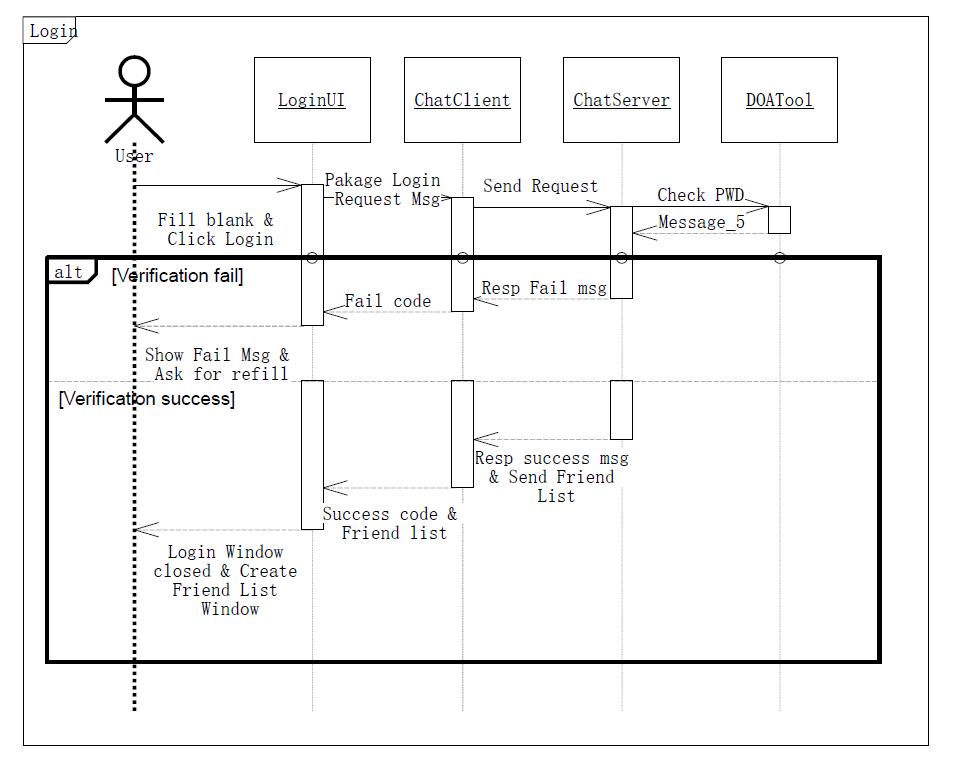 Login
User
LoginUI
ChatClient
ChatServer
DOATool
Pakage Login
Request Msg
Send Request
Check PWD
Message_5
Fill blank &
Click Login
alt
[Verification fail]
Resp Fail msg
Fail code
Show Fail Msg &
Ask for refill
[Verification success]
Resp success msg
& Send Friend
List
Success code &
Friend list
Login Window
closed & Create
Friend List
Window